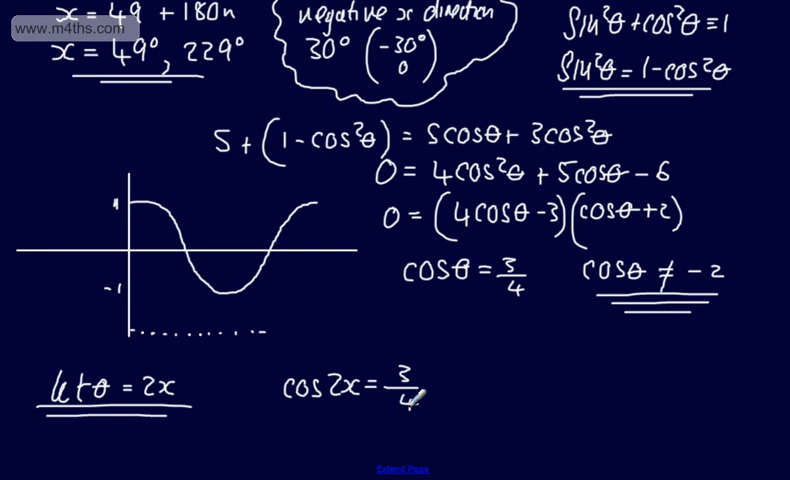 x = 49 + 180n
www.m4ths.com
x = 49°, 229°
negative x direction
30° (-30° 0)
Sin²θ + cos²θ ≡ 1
Sin²θ = 1 - cos²θ
5 + (1 - cos²θ) = 5cosθ + 3cos²θ
0 = 4cos²θ + 5cosθ - 6
0 = (4cosθ - 3)(cosθ + 2)
cosθ = 3/4
cosθ ≠ -2
1
-1
let θ = 2x
cos2x = 3/4
Extend Page